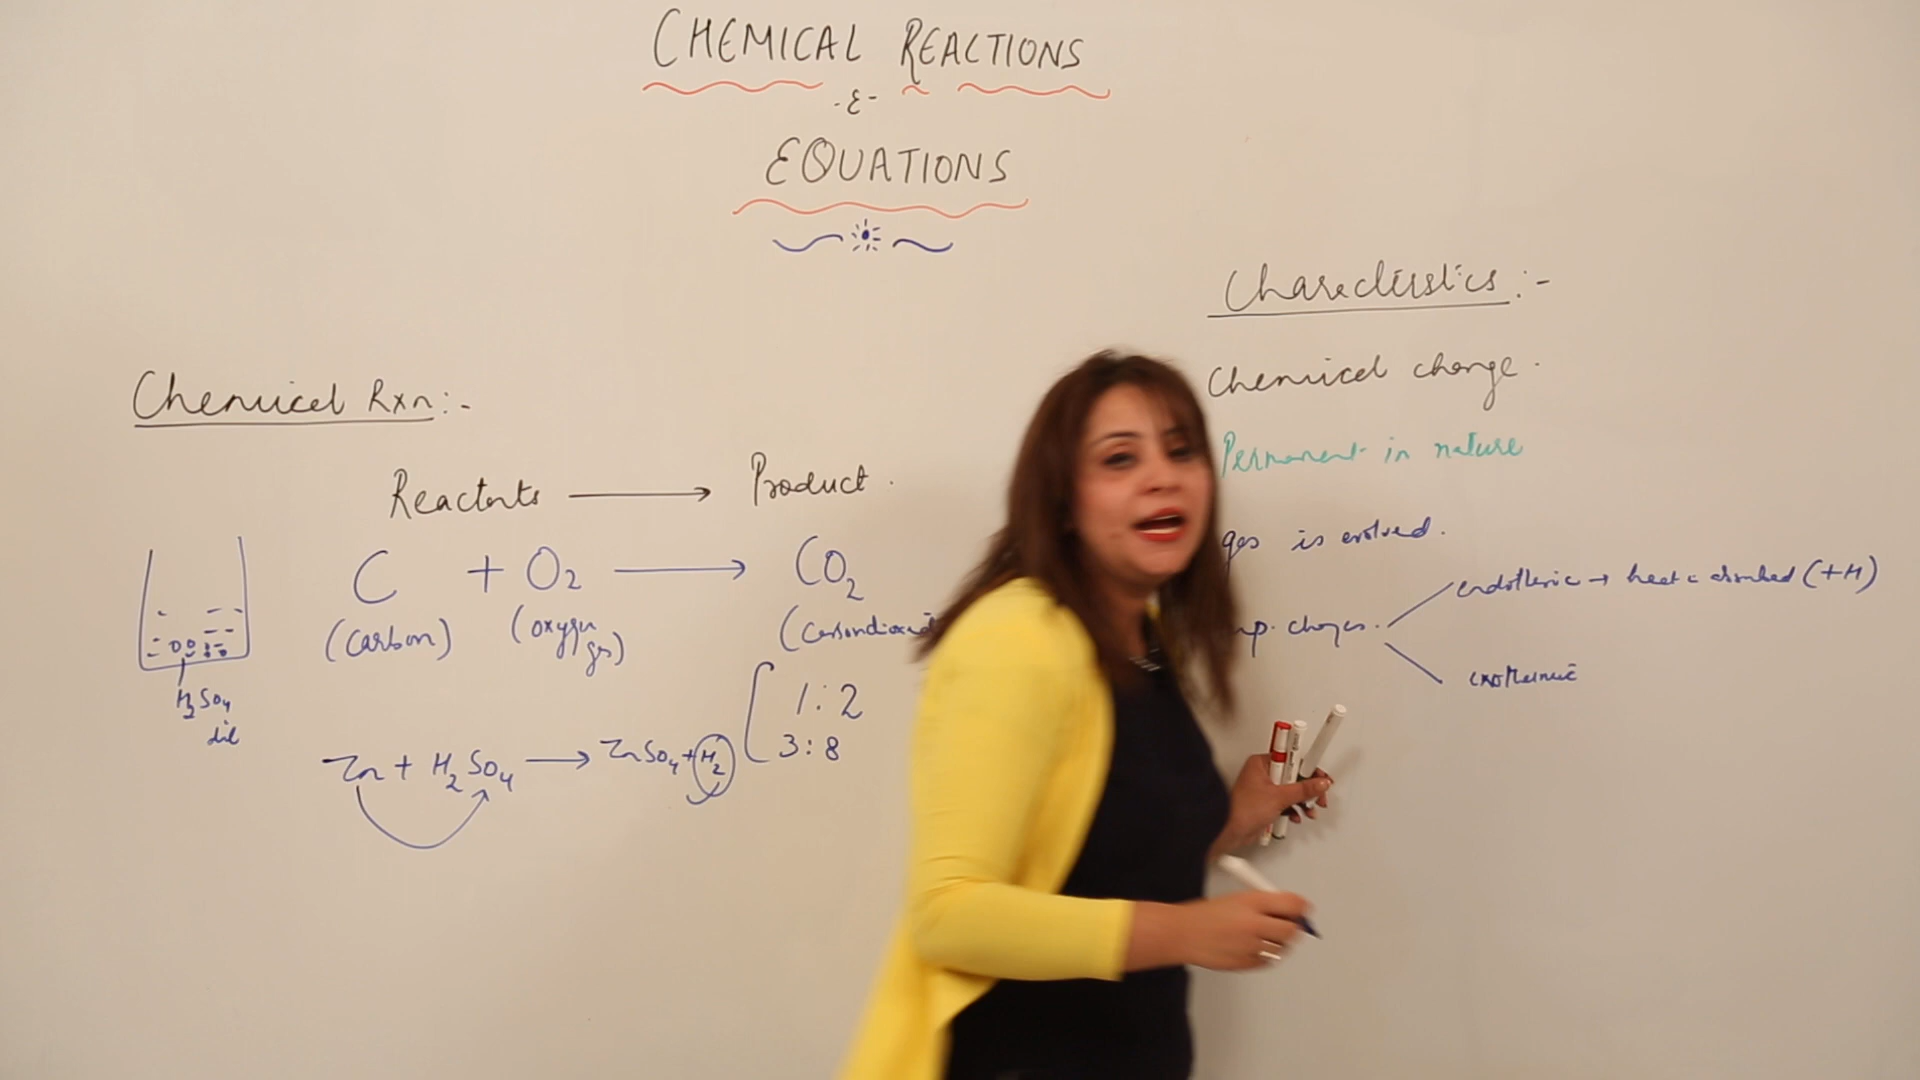 CHEMICAL REACTIONS
-&-
EQUATIONS
Characteristics :-
Chemical change.
Permanent in nature
gas is evolved.
endothermic → heat absorbed (+H)
changes.
exothermic
Chemical Rxn :-
Reactants → Product.
C + O2 → CO2
(Carbon) (oxygen gas)
1:2
3:8
H2SO4
dil
Zn + H2SO4 → ZnSO4 + H2